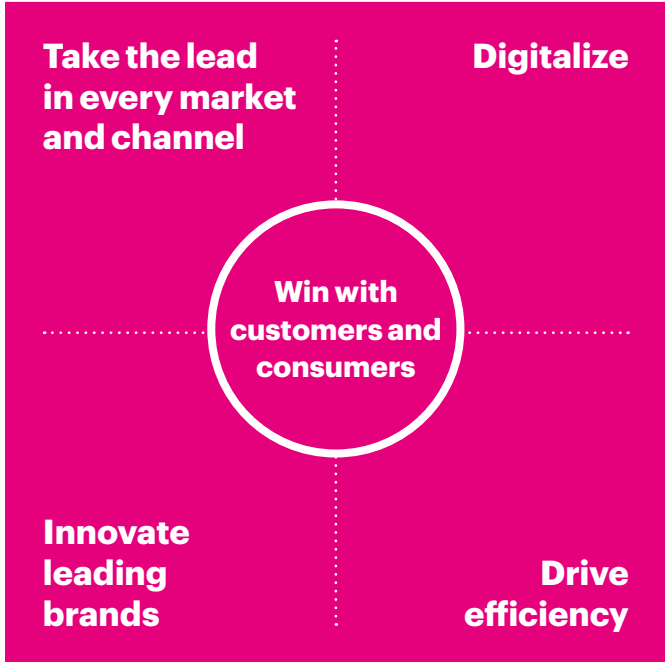 Take the lead
in every market
and channel
Digitalize
Win with
customers and
consumers
Innovate
leading
brands
Drive
efficiency